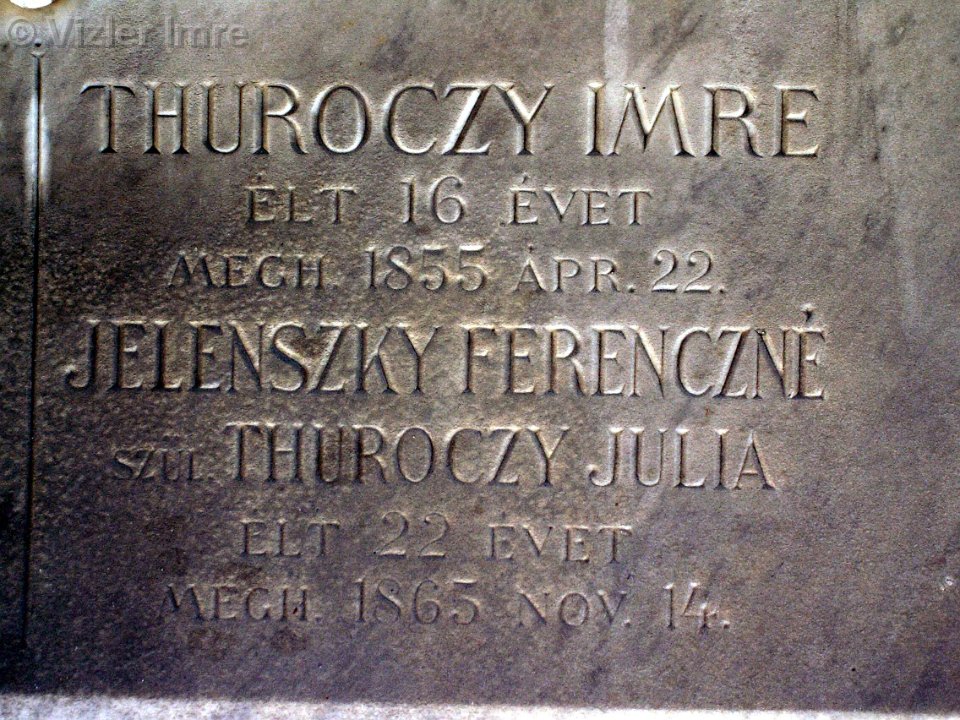 © Vizler Imre
THUROCZY IMRE
ÉLT 16 ÉVET
MEGH. 1855 ÁPR. 22.
JELENSZKY FERENCZNÉ
SZÜL. THUROCZY JULIA
ÉLT 22 ÉVET
MEGH. 1865 NOV. 14.